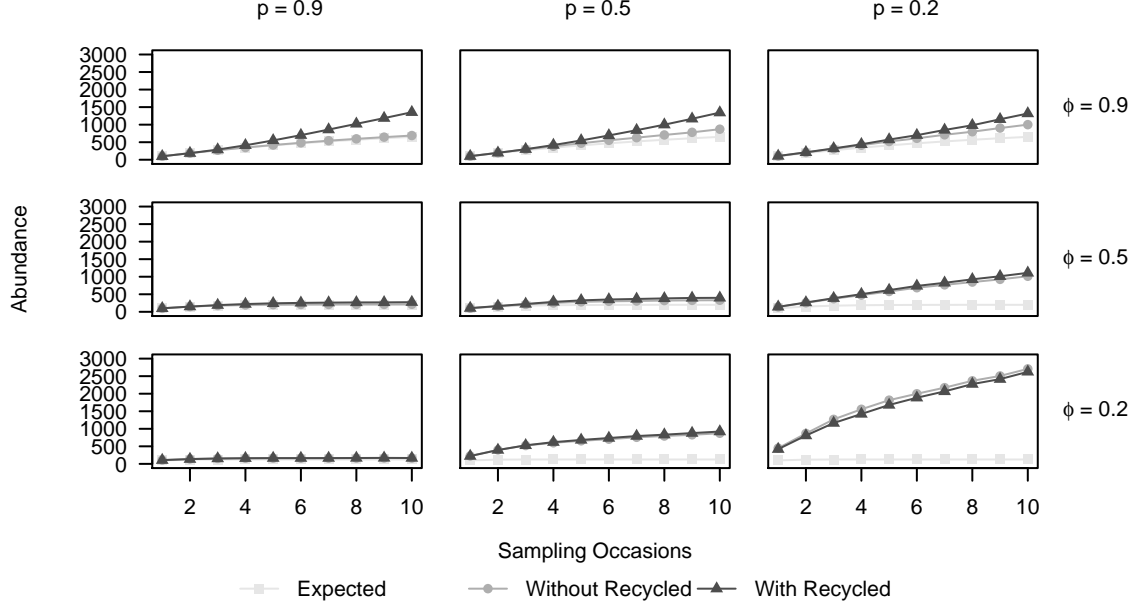 p = 0.9 p = 0.5 p = 0.2
3000
2500
2000
1500
1000
500
0
ϕ = 0.9
3000
2500
2000
1500
1000
500
0
ϕ = 0.5
3000
2500
2000
1500
1000
500
0
ϕ = 0.2
Abundance
2 4 6 8 10 2 4 6 8 10 2 4 6 8 10
Sampling Occasions
Expected Without Recycled With Recycled